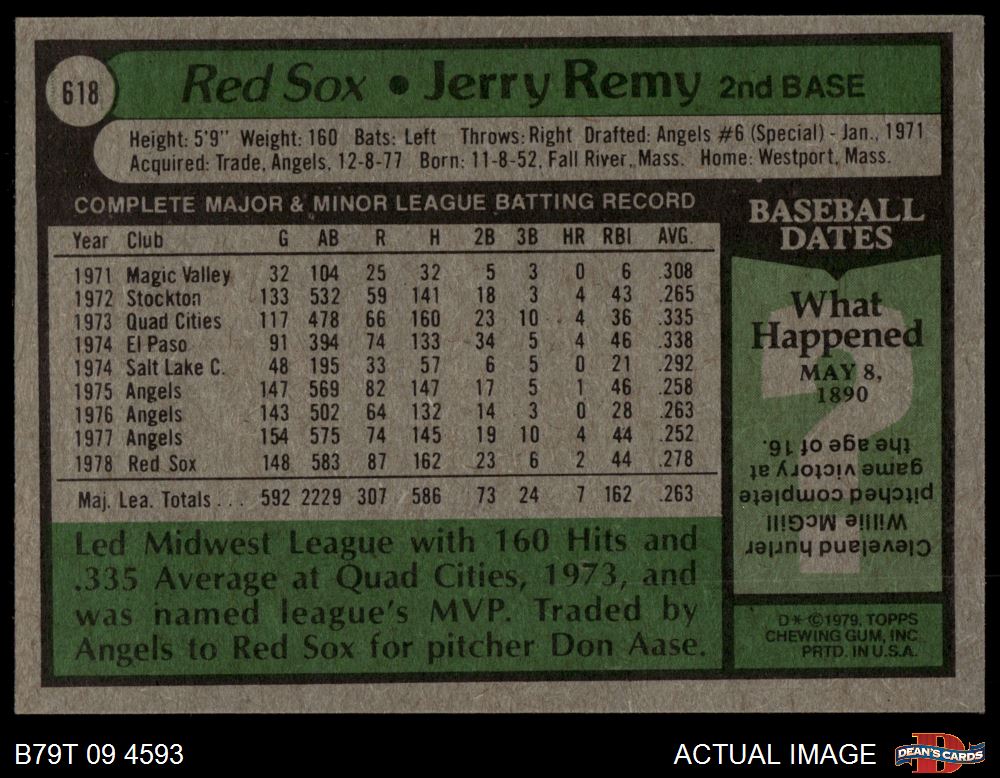 618
Red Sox • Jerry Remy 2nd BASE
Height: 5'9" Weight: 160 Bats: Left Throws: Right Drafted: Angels #6 (Special) - Jan., 1971
Acquired: Trade, Angels, 12-8-77 Born: 11-8-52, Fall River, Mass. Home: Westport, Mass.
COMPLETE MAJOR & MINOR LEAGUE BATTING RECORD
Year Club G AB R H 2B 3B HR RBI AVG.
1971 Magic Valley 32 104 25 32 5 3 0 6 .308
1972 Stockton 133 532 59 141 18 3 4 43 .265
1973 Quad Cities 117 478 66 160 23 10 4 36 .335
1974 El Paso 91 394 74 133 34 5 4 46 .338
1974 Salt Lake C. 48 195 33 57 6 5 0 21 .292
1975 Angels 147 569 82 147 17 5 1 46 .258
1976 Angels 143 502 64 132 14 3 0 28 .263
1977 Angels 154 575 74 145 19 10 4 44 .252
1978 Red Sox 148 583 87 162 23 6 2 44 .278
Maj. Lea. Totals . . . 592 2229 307 586 73 24 7 162 .263
Led Midwest League with 160 Hits and
.335 Average at Quad Cities, 1973, and
was named league's MVP. Traded by
Angels to Red Sox for pitcher Don Aase.
BASEBALL
DATES
What
Happened
MAY 8,
1890
?
Cleveland hurler
Willie McGill
pitched complete
game victory at
the age of 16.
D* ©1979, TOPPS
CHEWING GUM, INC.
PRTD. IN U.S.A.
B79T 09 4593
ACTUAL IMAGE
D
DEAN'S CARDS